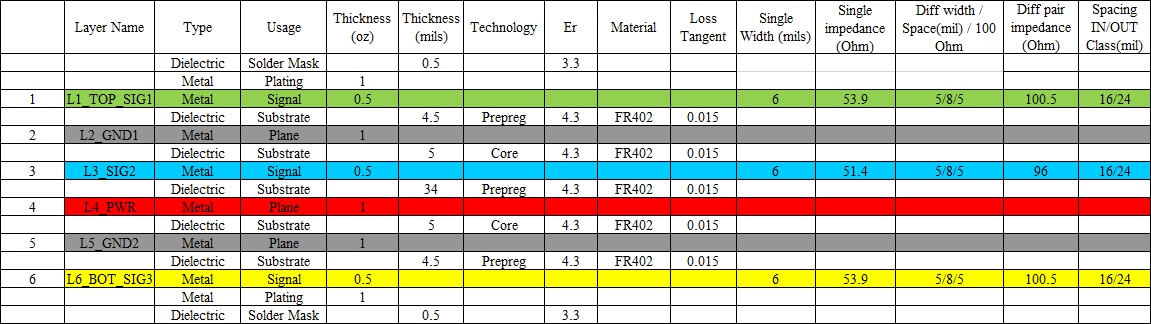 Layer Name Type Usage Thickness (oz) Thickness (mils) Technology Er Material Loss Tangent Single Width (mils) Single impedance (Ohm) Diff width / Space(mil) / 100 Ohm Diff pair impedance (Ohm) Spacing IN/OUT Class(mil)
Dielectric Solder Mask 0.5 3.3
Metal Plating 1
1 L1_TOP_SIG1 Metal Signal 0.5 6 53.9 5/8/5 100.5 16/24
Dielectric Substrate 4.5 Prepreg 4.3 FR402 0.015
2 L2_GND1 Metal Plane 1
Dielectric Substrate 5 Core 4.3 FR402 0.015
3 L3_SIG2 Metal Signal 0.5 6 51.4 5/8/5 96 16/24
Dielectric Substrate 34 Prepreg 4.3 FR402 0.015
4 L4_PWR Metal Plane 1
Dielectric Substrate 5 Core 4.3 FR402 0.015
5 L5_GND2 Metal Plane 1
Dielectric Substrate 4.5 Prepreg 4.3 FR402 0.015
6 L6_BOT_SIG3 Metal Signal 0.5 6 53.9 5/8/5 100.5 16/24
Metal Plating 1
Dielectric Solder Mask 0.5 3.3